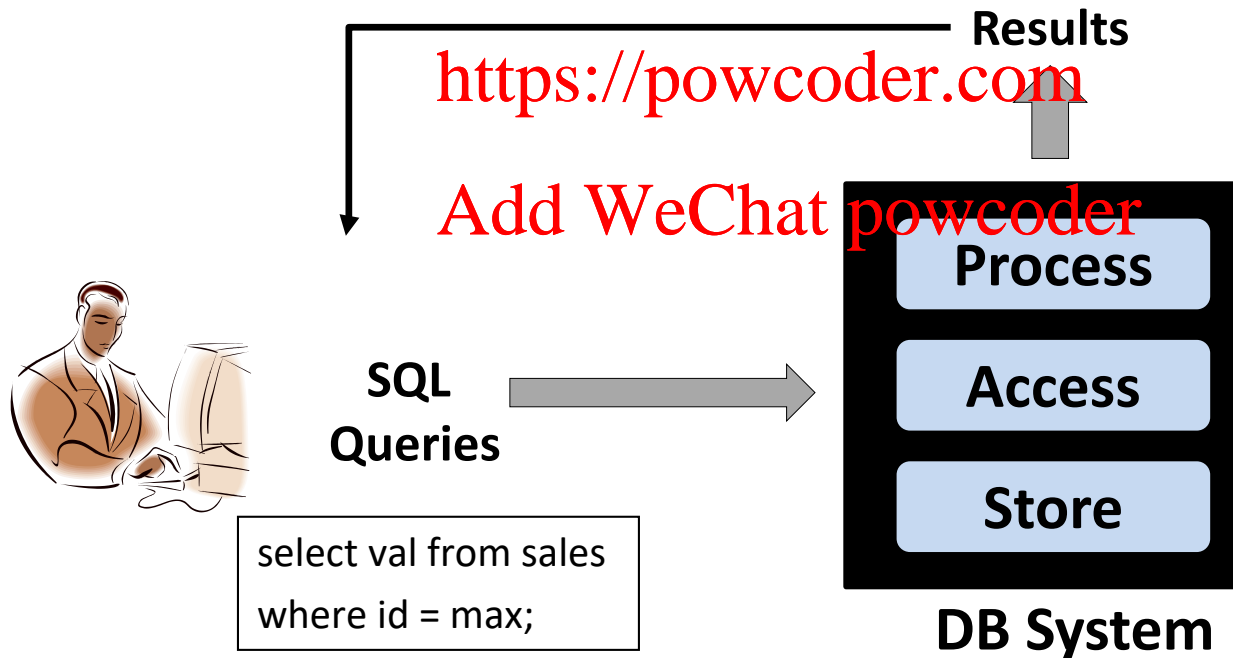 Results
https://powcoder.com
Add WeChat powcoder
Process
SQL
Queries
Access
Store
select val from sales
where id = max;
DB System